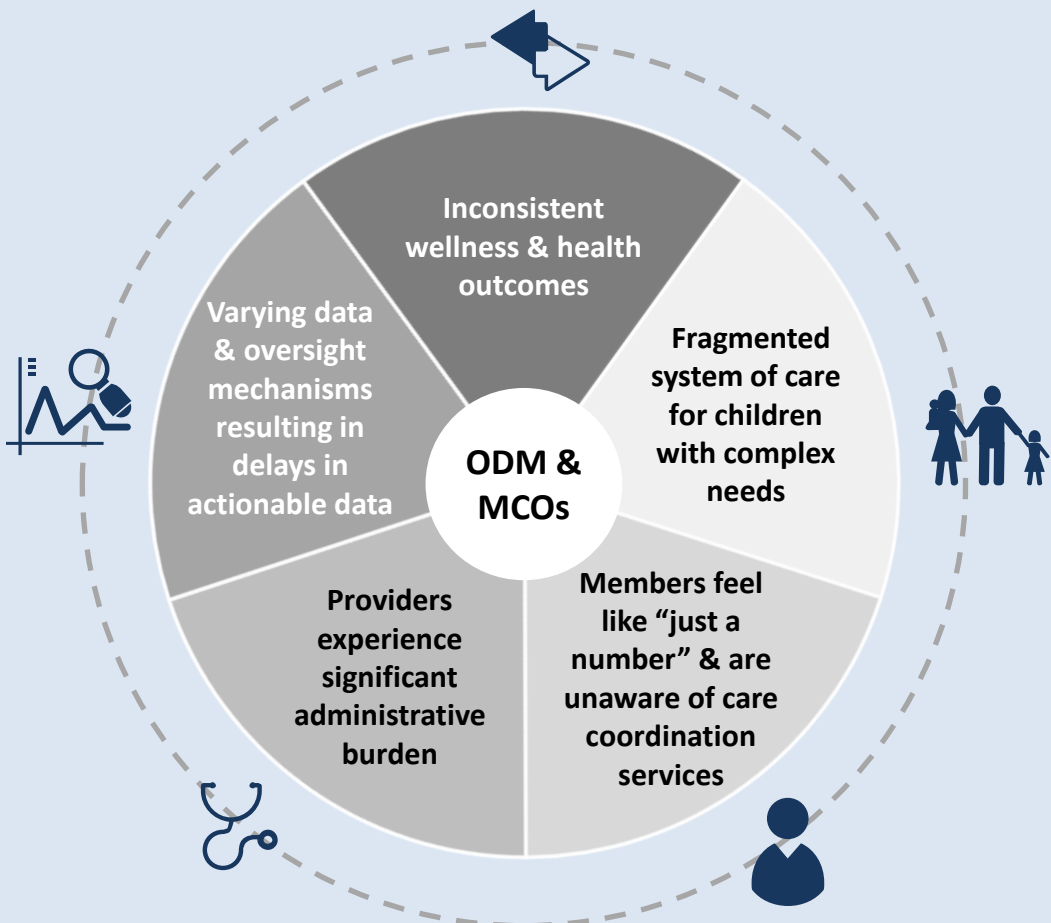 Inconsistent
wellness & health
outcomes
Fragmented
system of care
for children
with complex
needs
Members feel
like “just a
number” & are
unaware of care
coordination
services
Providers
experience
significant
administrative
burden
Varying data
& oversight
mechanisms
resulting in
delays in
actionable data
ODM &
MCOs